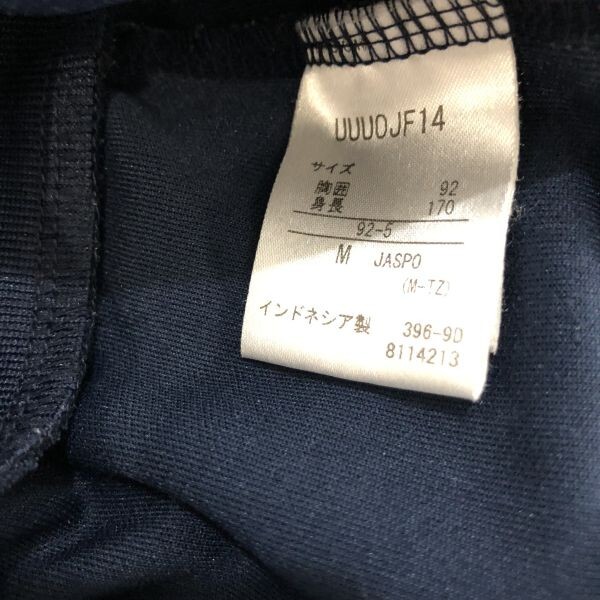 UUUOJF14
サイズ
胸囲 92
身長 170
92-5
M JASPO
(M-TZ)
インドネシア製 396-9D
8114213